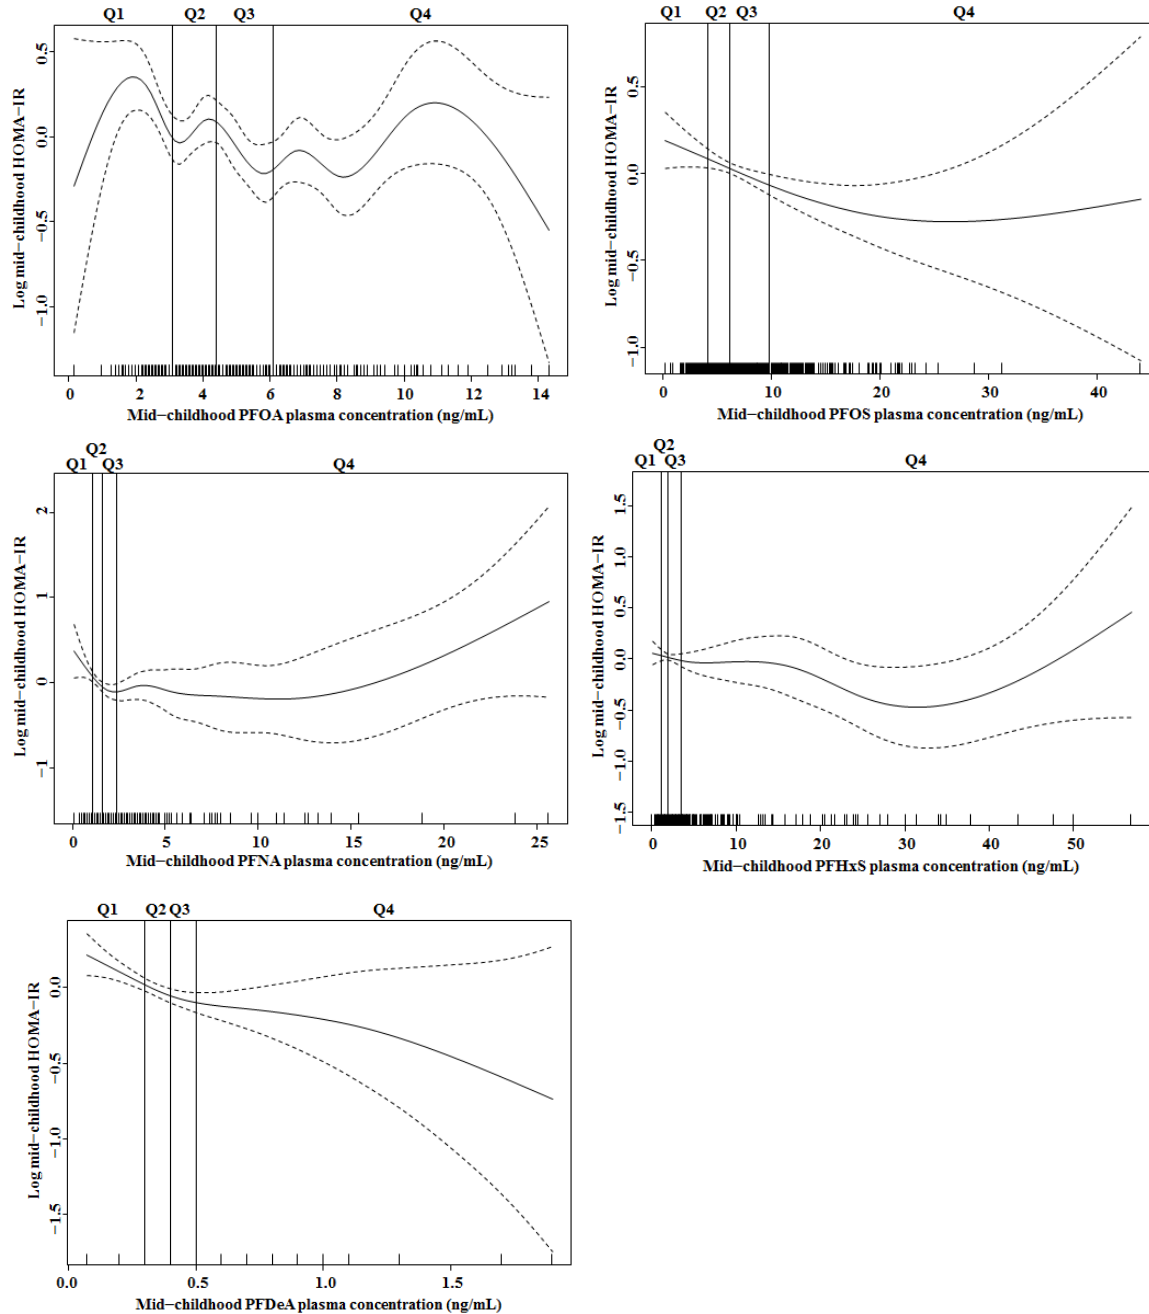 Q1 Q2 Q3 Q4
Log mid−childhood HOMA−IR
0.5
0.0
−0.5
−1.0
0 2 4 6 8 10 12 14
Mid−childhood PFOA plasma concentration (ng/mL)
Q1 Q2 Q3 Q4
Log mid−childhood HOMA−IR
0.5
0.0
−0.5
−1.0
0 10 20 30 40
Mid−childhood PFOS plasma concentration (ng/mL)
Q2
Q1 Q3 Q4
Log mid−childhood HOMA−IR
2
1
0
−1
0 5 10 15 20 25
Mid−childhood PFNA plasma concentration (ng/mL)
Q2
Q1 Q3 Q4
Log mid−childhood HOMA−IR
1.5
1.0
0.5
0.0
−0.5
−1.0
−1.5
0 10 20 30 40 50
Mid−childhood PFHxS plasma concentration (ng/mL)
Q1 Q2 Q3 Q4
Log mid−childhood HOMA−IR
0.0
−0.5
−1.0
−1.5
0.0 0.5 1.0 1.5
Mid−childhood PFDeA plasma concentration (ng/mL)